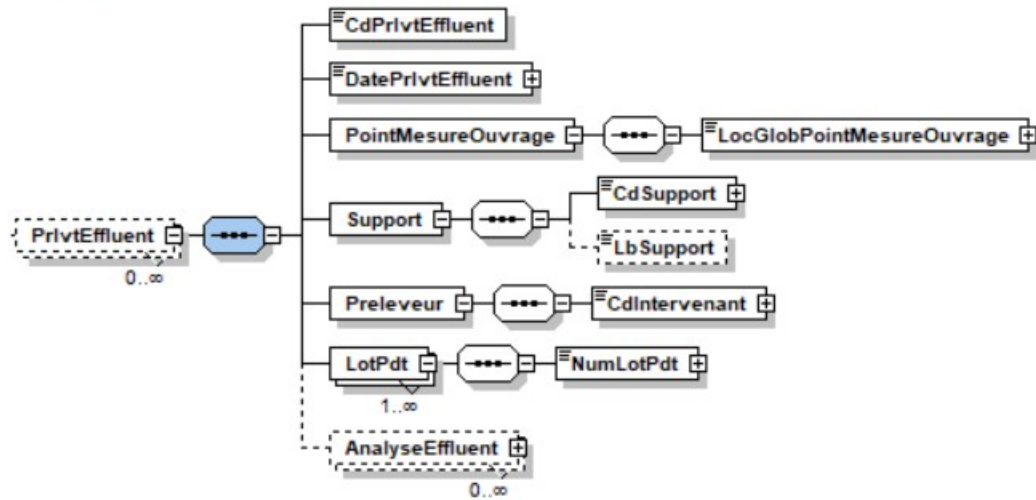 CdPrlvtEffluent
DatePrlvtEffluent
PointMesureOuvrage
LocGlobPointMesureOuvrage
CdSupport
Support
LbSupport
PrlvtEffluent
0..∞
Preleveur
CdIntervenant
LotPdt
NumLotPdt
1..∞
AnalyseEffluent
0..∞